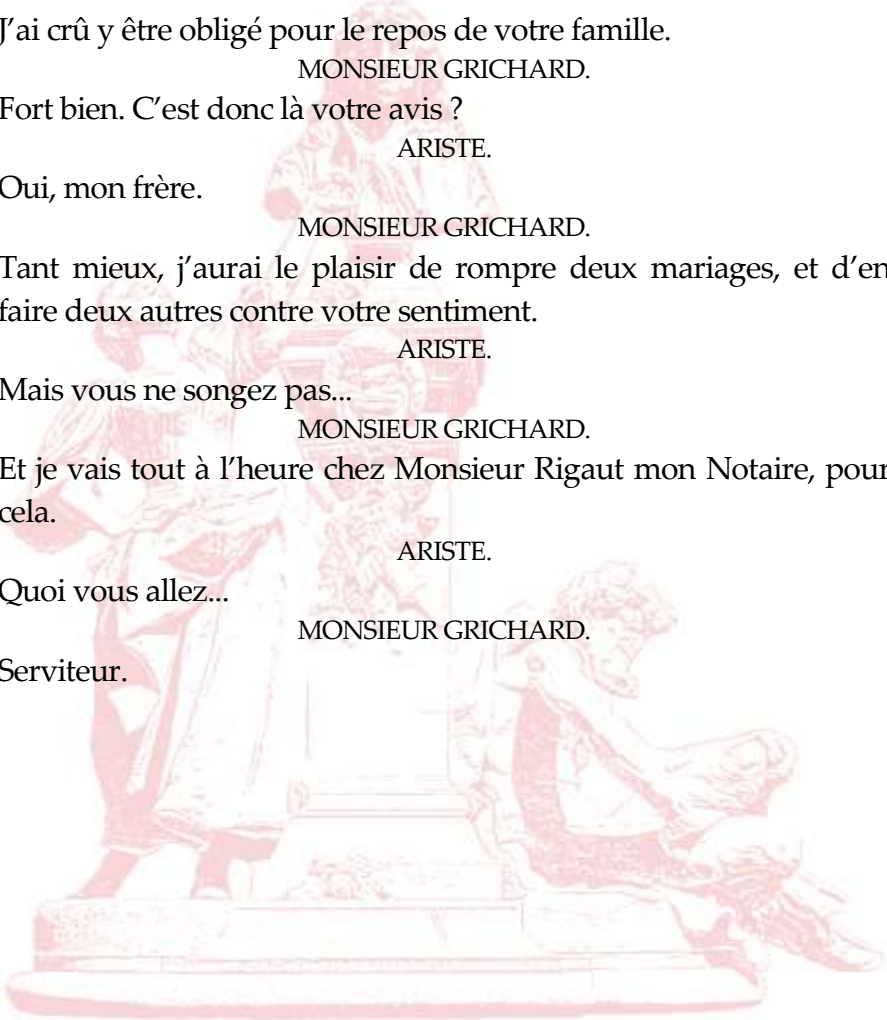 J’ai crû y être obligé pour le repos de votre famille.
MONSIEUR GRICHARD.
Fort bien. C’est donc là votre avis ?
ARISTE.
Oui, mon frère.
MONSIEUR GRICHARD.
Tant mieux, j’aurai le plaisir de rompre deux mariages, et d’en
faire deux autres contre votre sentiment.
ARISTE.
Mais vous ne songez pas...
MONSIEUR GRICHARD.
Et je vais tout à l’heure chez Monsieur Rigaut mon Notaire, pour
cela.
ARISTE.
Quoi vous allez...
MONSIEUR GRICHARD.
Serviteur.